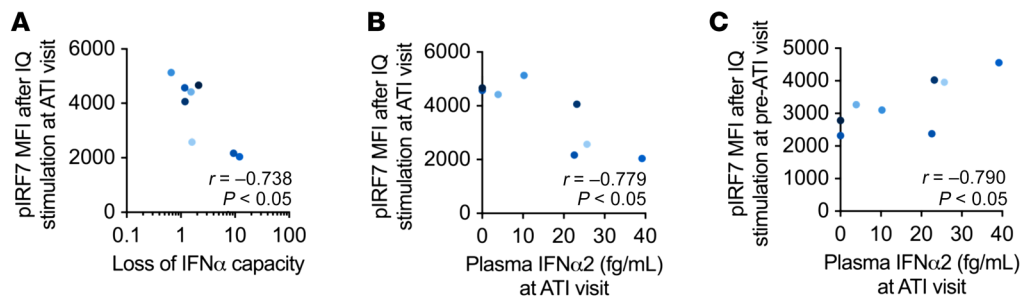 A
pIRF7 MFI after IQ
stimulation at ATI visit
6000
4000
2000
0
r = –0.738
P < 0.05
0.1 1 10 100
Loss of IFNα capacity
B
pIRF7 MFI after IQ
stimulation at ATI visit
6000
4000
2000
0
r = –0.779
P < 0.05
0 10 20 30 40
Plasma IFNα2 (fg/mL)
at ATI visit
C
pIRF7 MFI after IQ
stimulation at pre-ATI visit
5000
4000
3000
2000
1000
0
r = –0.790
P < 0.05
0 10 20 30 40
Plasma IFNα2 (fg/mL)
at ATI visit